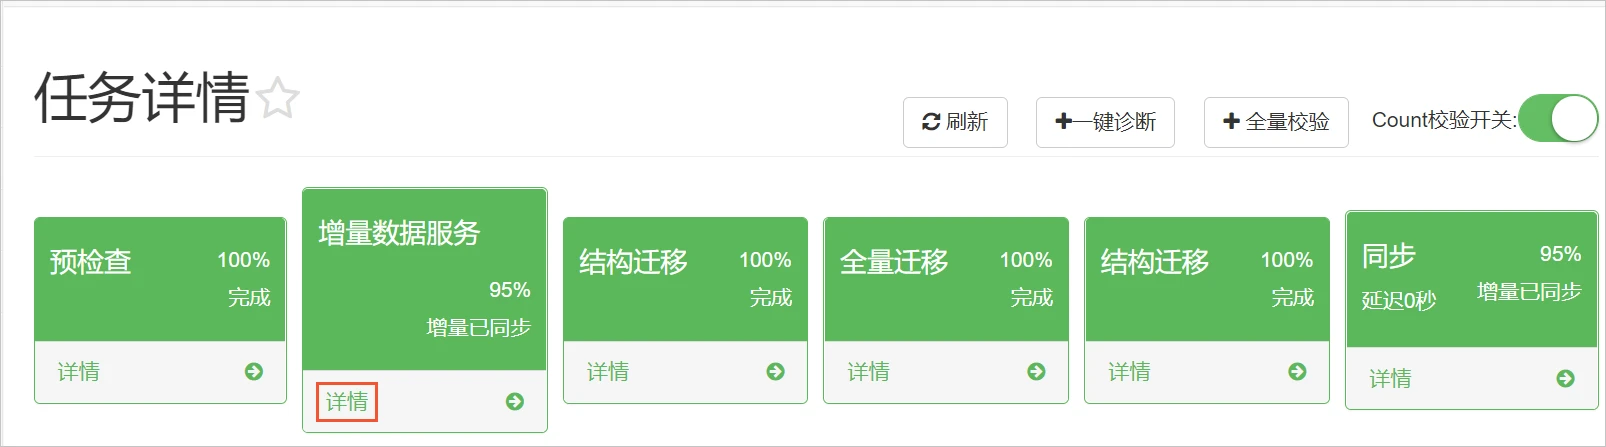 任务详情
刷新
一键诊断
全量校验
Count校验开关:
预检查
100%
完成
详情
增量数据服务
95%
增量已同步
详情
结构迁移
100%
完成
详情
全量迁移
100%
完成
详情
结构迁移
100%
完成
详情
同步
95%
延迟0秒
增量已同步
详情